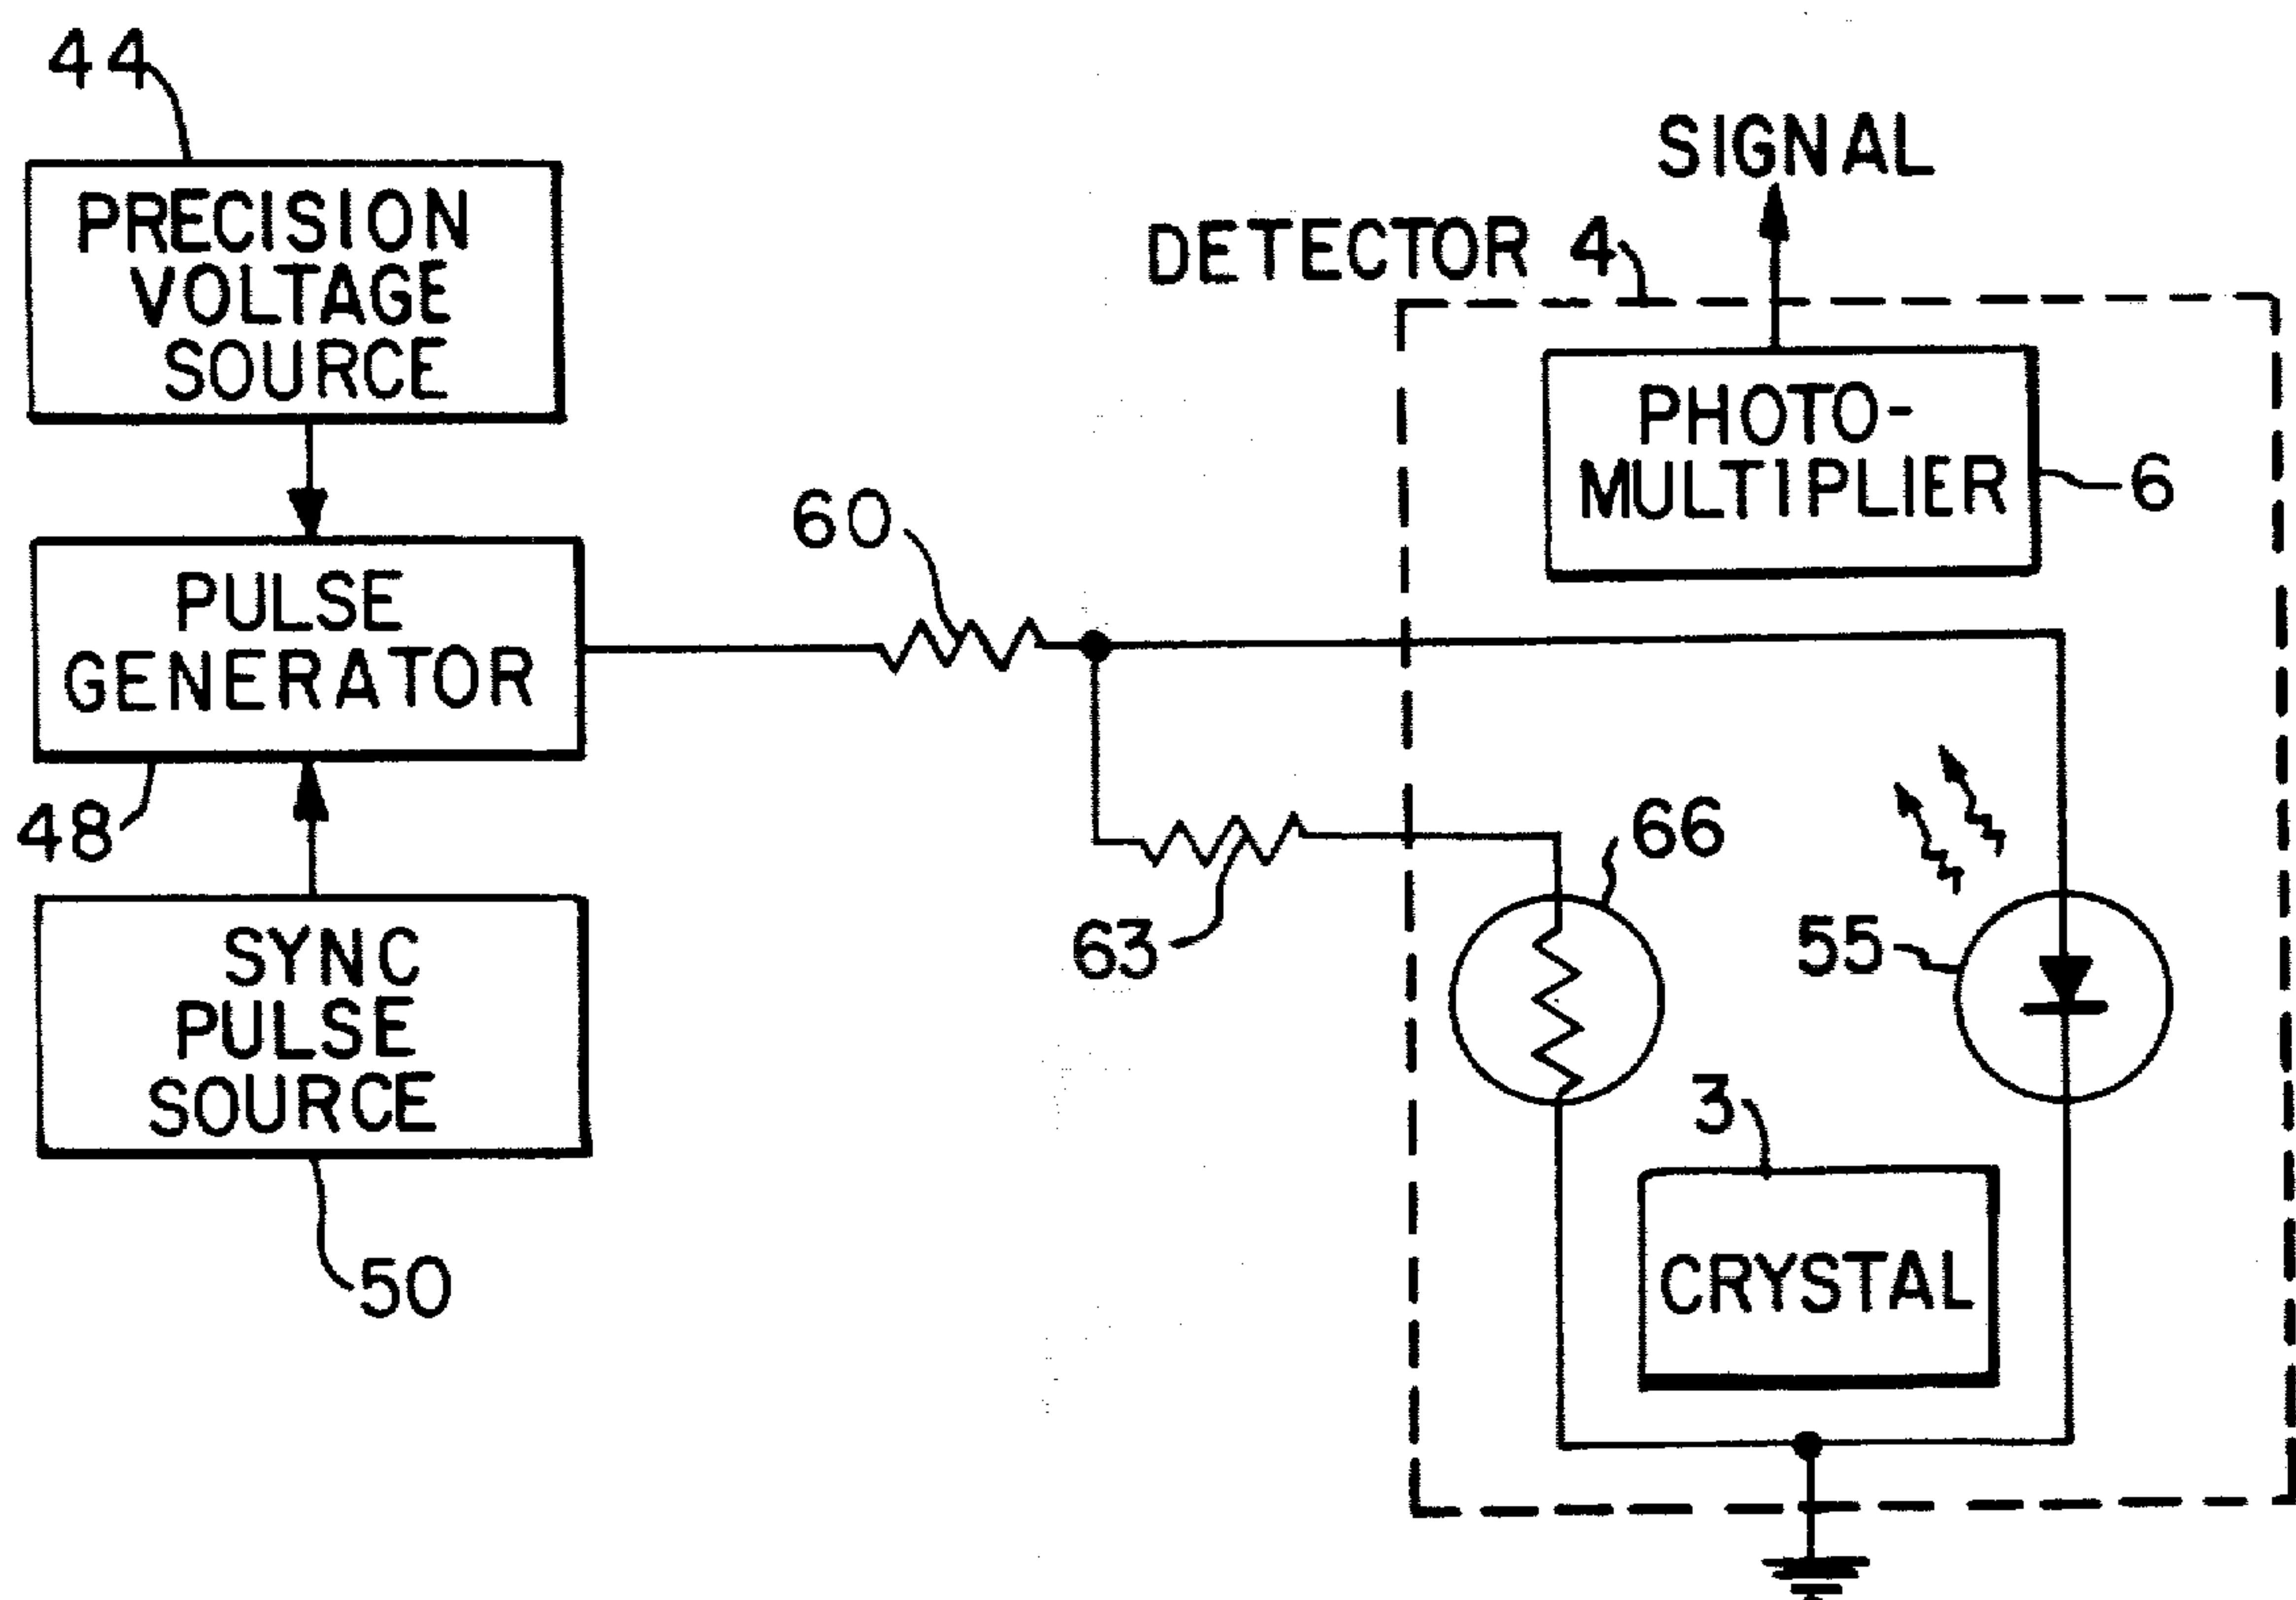 44
PRECISION
VOLTAGE
SOURCE
PULSE
GENERATOR
48
SYNC
PULSE
SOURCE
50
60
63
SIGNAL
DETECTOR 4
PHOTO-
MULTIPLIER
6
66
55
3
CRYSTAL